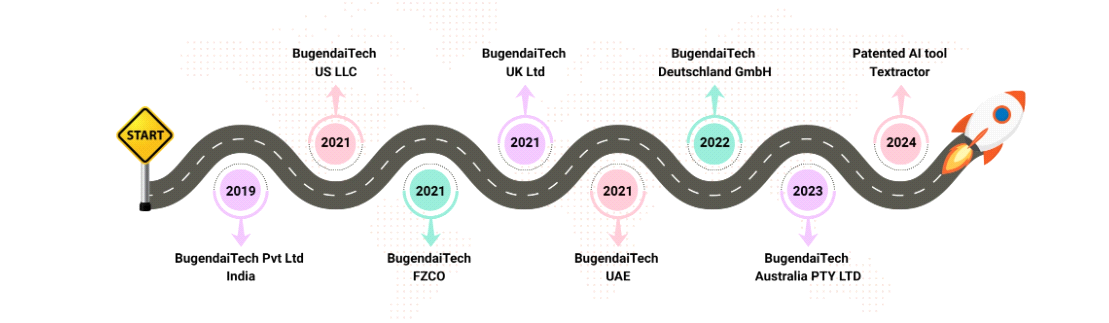 START
2019
BugendaiTech Pvt Ltd
India
BugendaiTech
US LLC
2021
2021
BugendaiTech
FZCO
BugendaiTech
UK Ltd
2021
2021
BugendaiTech
UAE
BugendaiTech
Deutschland GmbH
2022
2023
BugendaiTech
Australia PTY LTD
Patented AI tool
Textractor
2024